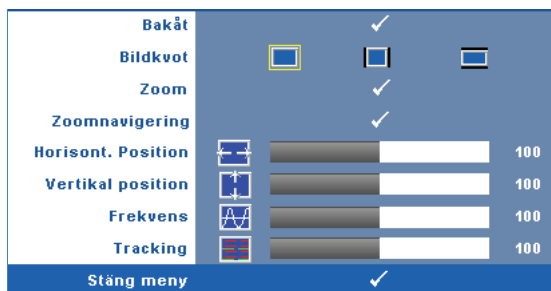 Bakåt
Bildkvot
Zoom
Zoomnavigering
Horisont. Position 100
Vertikal position 100
Frekvens 100
Tracking 100
Stäng meny